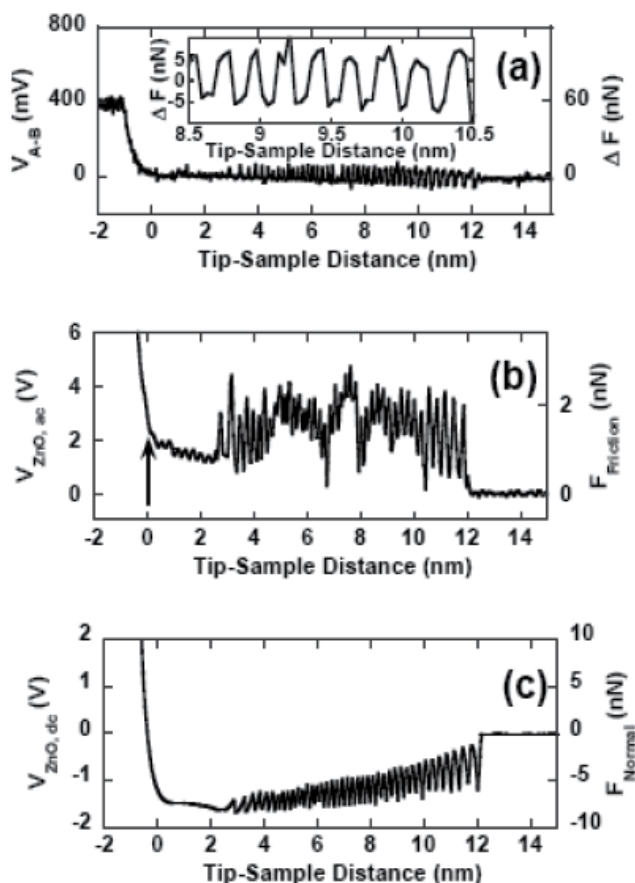 800
400
0
V_A-B (mV)
5
0
-5
Δ F (nN)
8.5 9 9.5 10 10.5
Tip-Sample Distance (nm)
(a)
60
0
Δ F (nN)
-2 0 2 4 6 8 10 12 14
Tip-Sample Distance (nm)
6
4
2
0
V_ZnO, ac (V)
(b)
2
0
F_Friction (nN)
-2 0 2 4 6 8 10 12 14
Tip-Sample Distance (nm)
2
1
0
-1
-2
V_ZnO, dc (V)
(c)
10
5
0
-5
-10
F_Normal (nN)
-2 0 2 4 6 8 10 12 14
Tip-Sample Distance (nm)